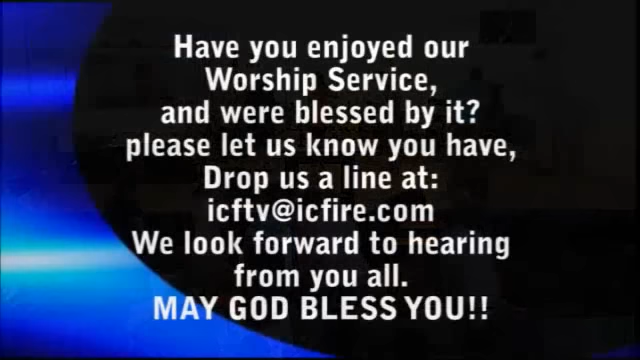 Have you enjoyed our
Worship Service,
and were blessed by it?
please let us know you have,
Drop us a line at:
icftv@icfire.com
We look forward to hearing
from you all.
MAY GOD BLESS YOU!!